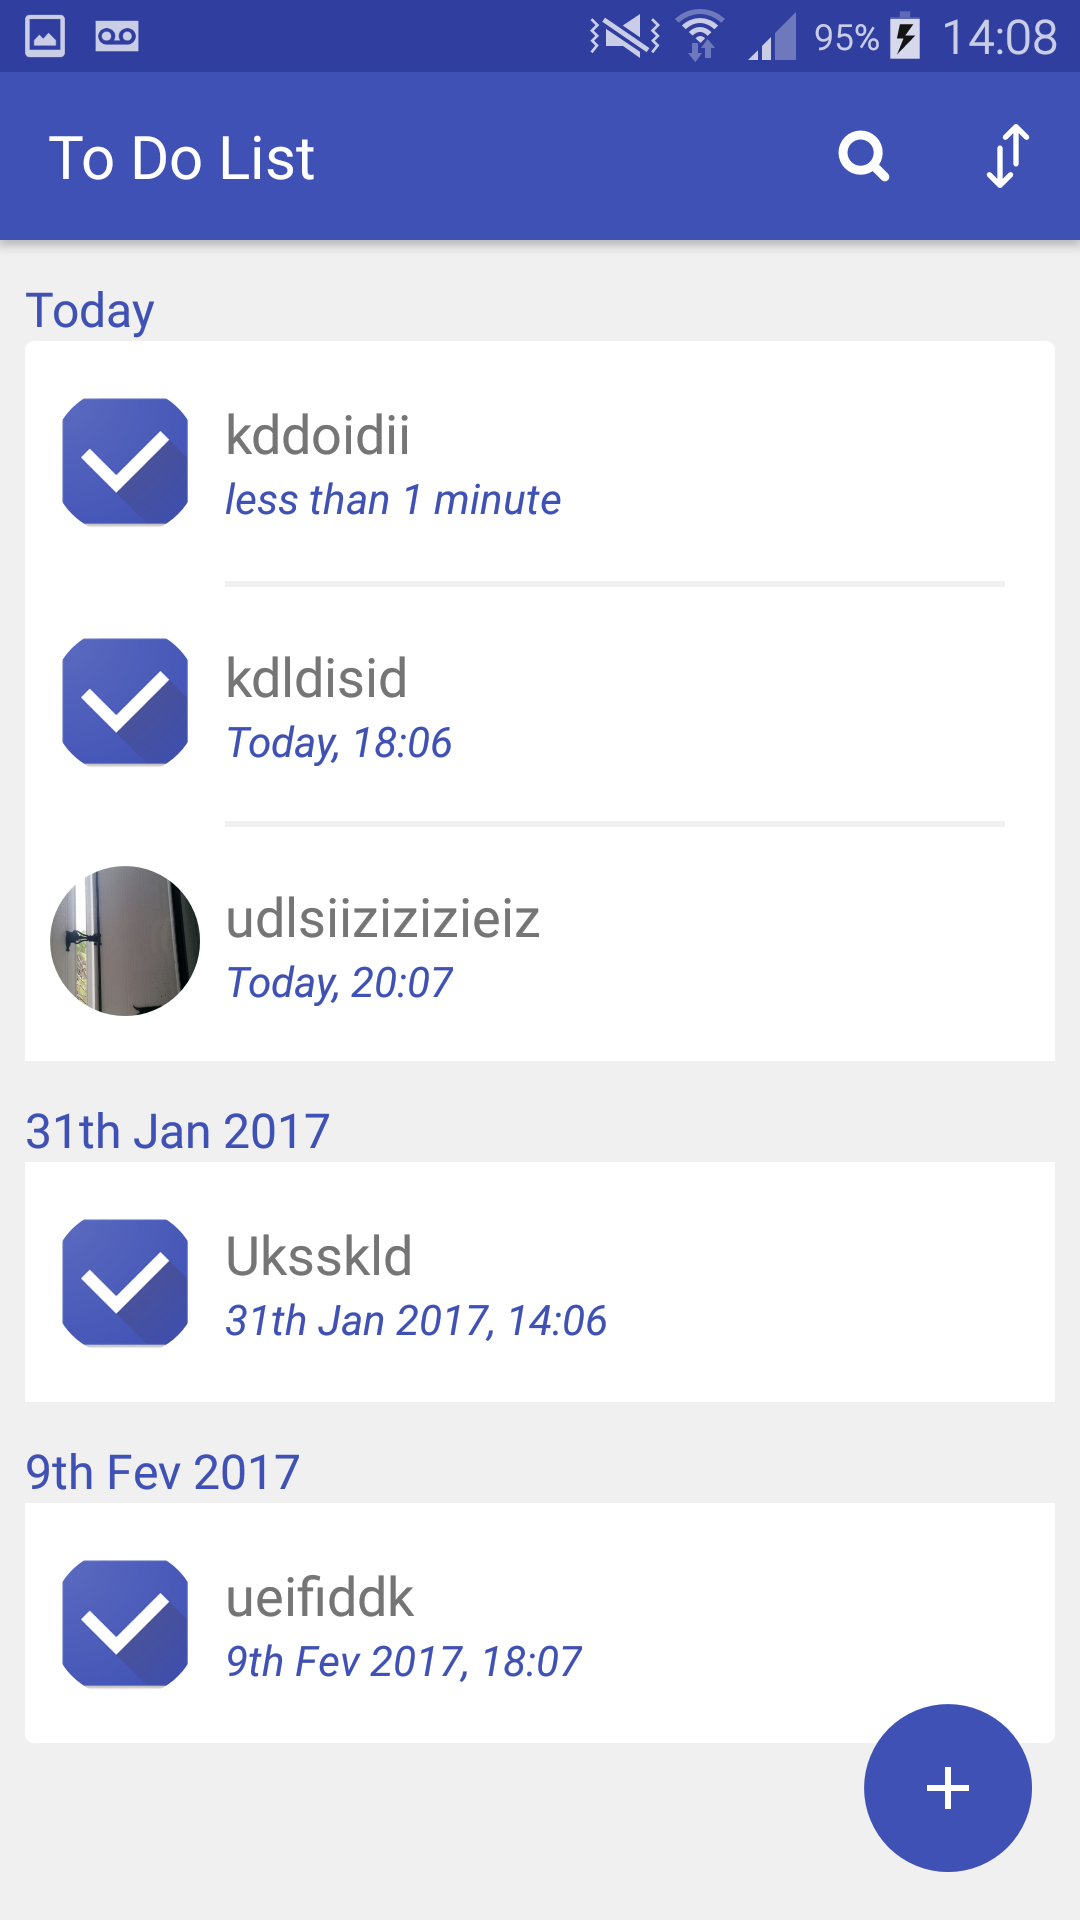 95% 14:08
To Do List
Today
kddoidii
less than 1 minute
kdldisid
Today, 18:06
udlsiizizizieiz
Today, 20:07
31th Jan 2017
Uksskld
31th Jan 2017, 14:06
9th Fev 2017
ueifiddk
9th Fev 2017, 18:07